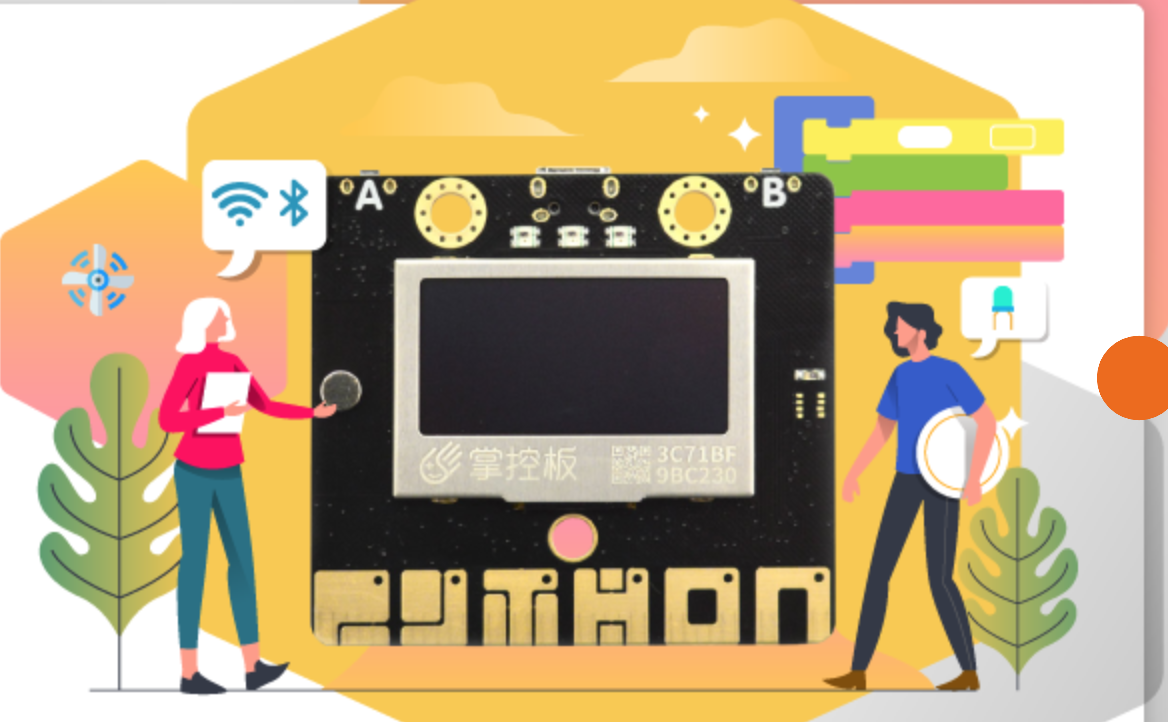 A
B
掌控板
3C71BF
9BC230
PYTHON